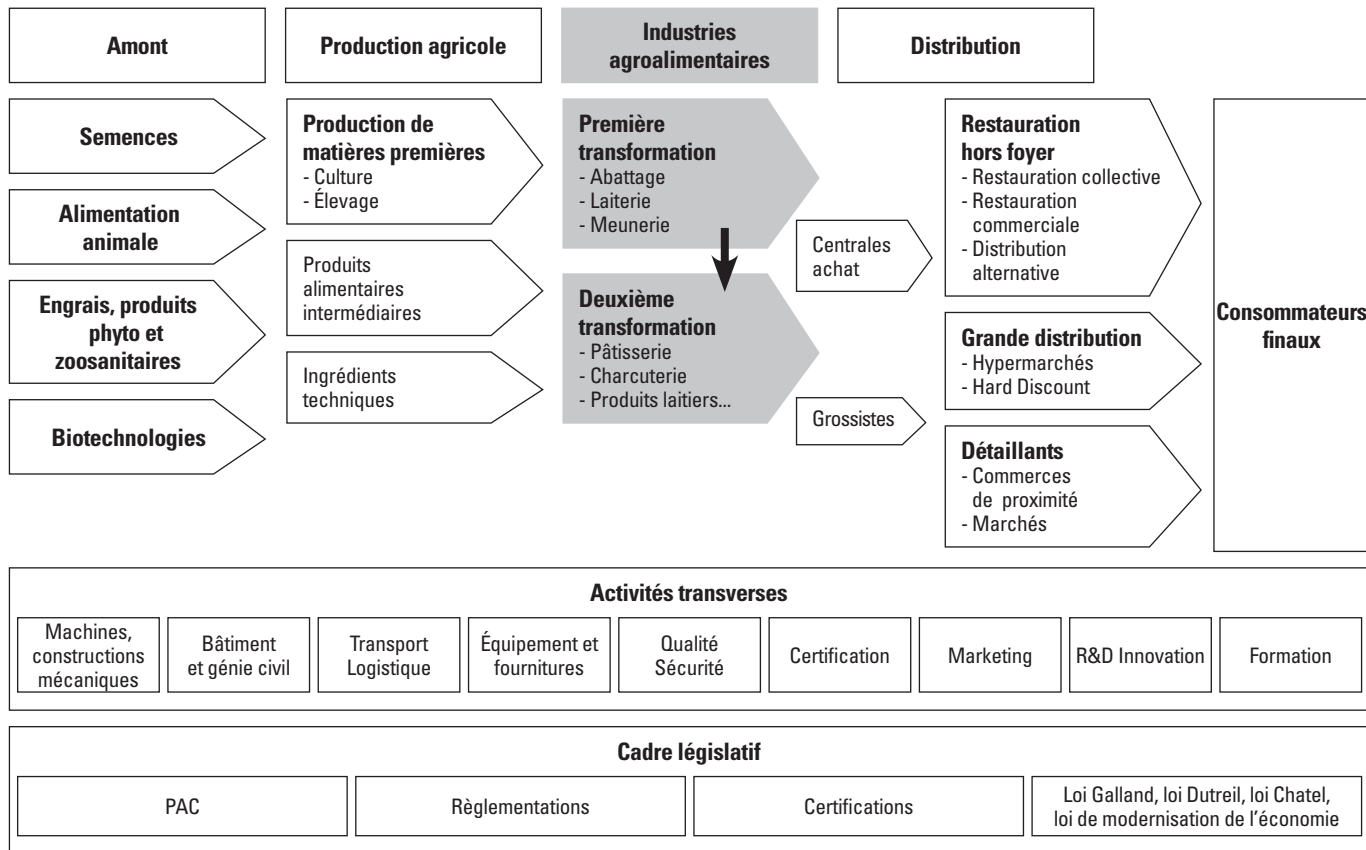 Amont
Production agricole
Industries
agroalimentaires
Distribution
Semences
Alimentation
animale
Engrais, produits
phyto et
zoosanitaires
Biotechnologies
Production de
matières premières
- Culture
- Élevage
Produits
alimentaires
intermédiaires
Ingrédients
techniques
Première
transformation
- Abattage
- Laiterie
- Meunerie
Deuxième
transformation
- Pâtisserie
- Charcuterie
- Produits laitiers...
Centrales
achat
Grossistes
Restauration
hors foyer
- Restauration collective
- Restauration
commerciale
- Distribution
alternative
Grande distribution
- Hypermarchés
- Hard Discount
Détaillants
- Commerces
de proximité
- Marchés
Consommateurs
finaux
Activités transverses
Machines,
constructions
mécaniques
Bâtiment
et génie civil
Transport
Logistique
Équipement et
fournitures
Qualité
Sécurité
Certification
Marketing
R&D Innovation
Formation
Cadre législatif
PAC
Règlementations
Certifications
Loi Galland, loi Dutreil, loi Chatel,
loi de modernisation de l'économie